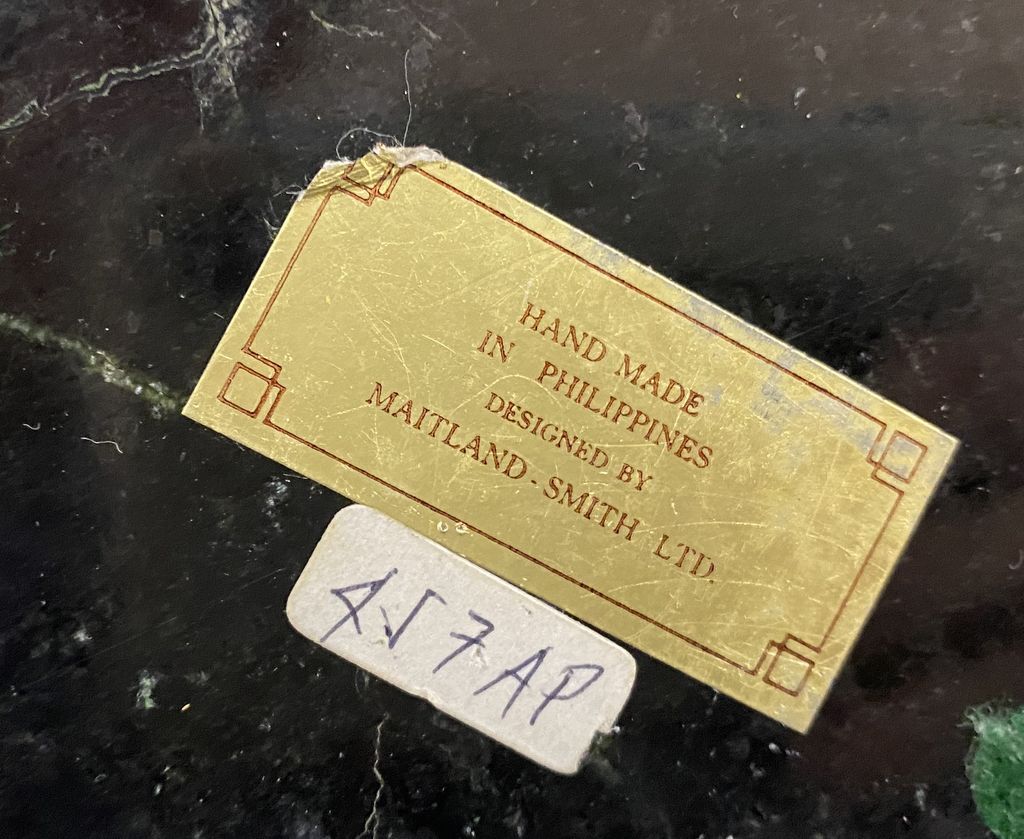 HAND MADE
IN PHILIPPINES
DESIGNED BY
MAITLAND-SMITH LTD.
457AP